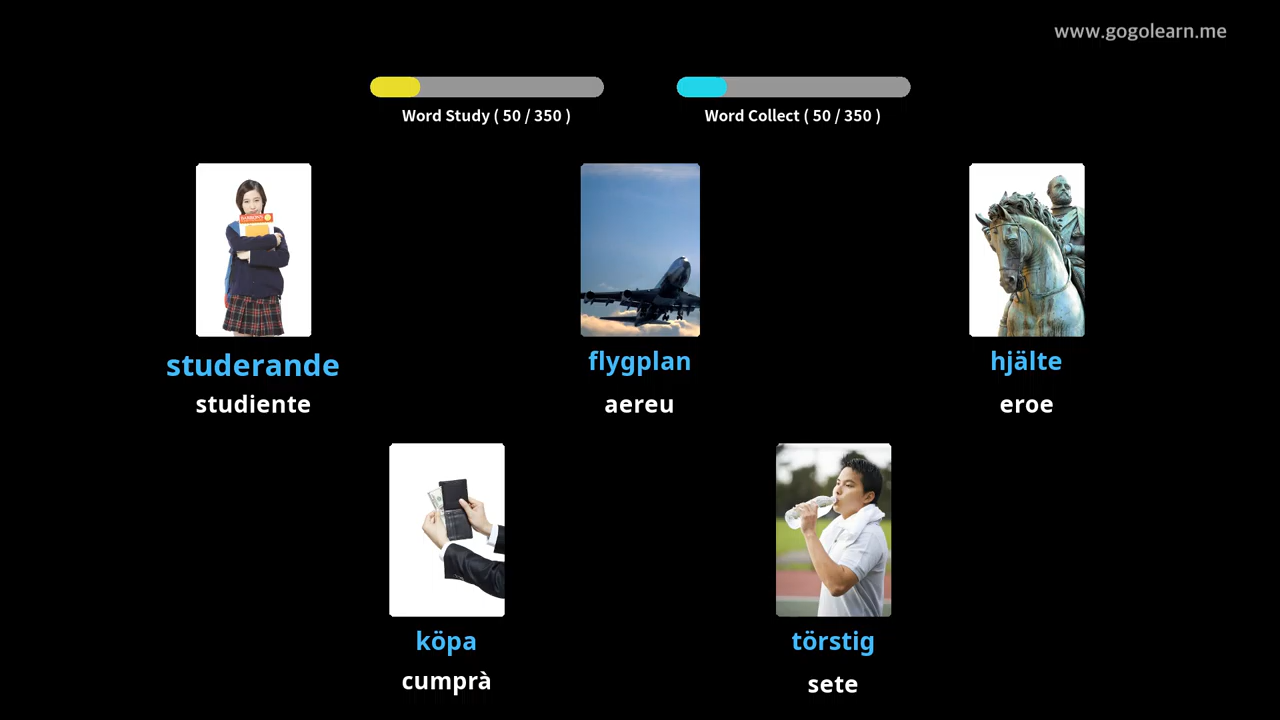 www.gogolearn.me
Word Study ( 50 / 350 )
Word Collect ( 50 / 350 )
BARRON'S
studerande
flygplan
hjälte
studiente
aereu
eroe
köpa
törstig
cumprà
sete